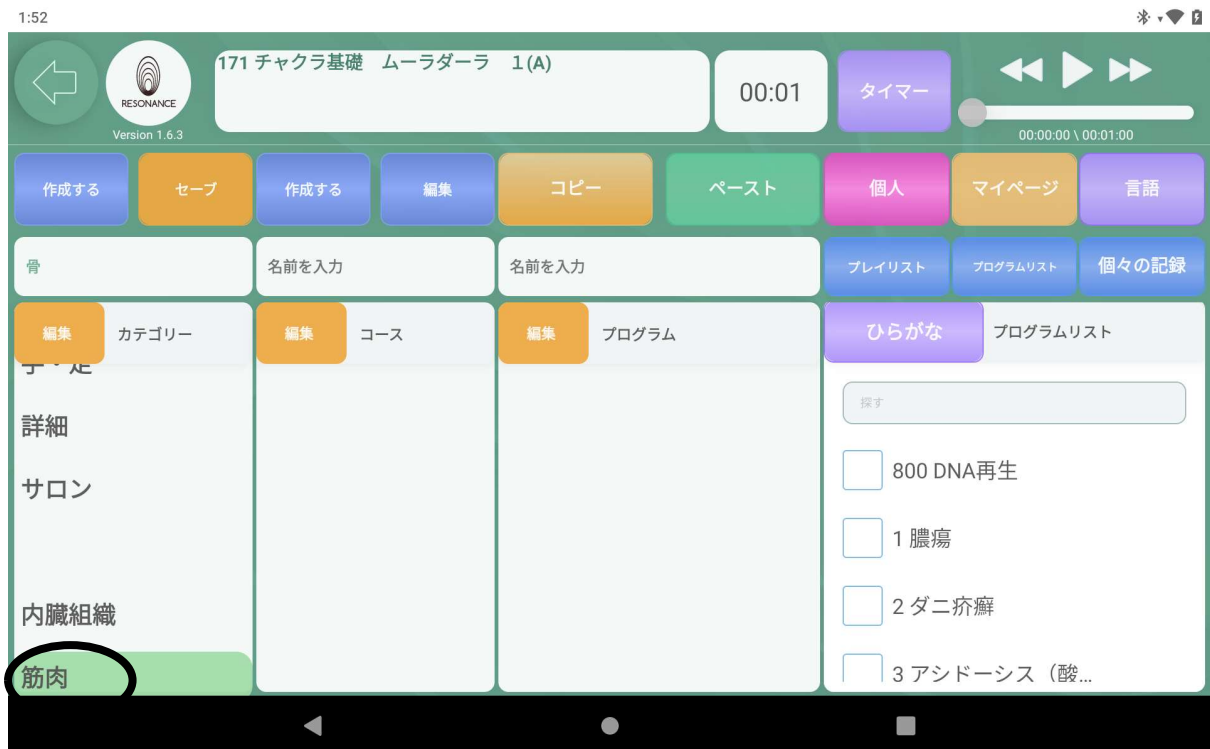 1:52
RESONANCE
Version 1.6.3
171 チャクラ基礎　ムーラダーラ　１(A)
00:01
タイマー
00:00:00 \ 00:01:00
作成する セーブ 作成する 編集 コピー ペースト 個人 マイページ 言語
骨 名前を入力 名前を入力 プレイリスト プログラムリスト 個々の記録
編集 カテゴリー 編集 コース 編集 プログラム ひらがな プログラムリスト
詳細
サロン
内臓組織
筋肉
探す
800 DNA再生
1 膿瘍
2 ダニ疥癬
3 アシドーシス（酸...